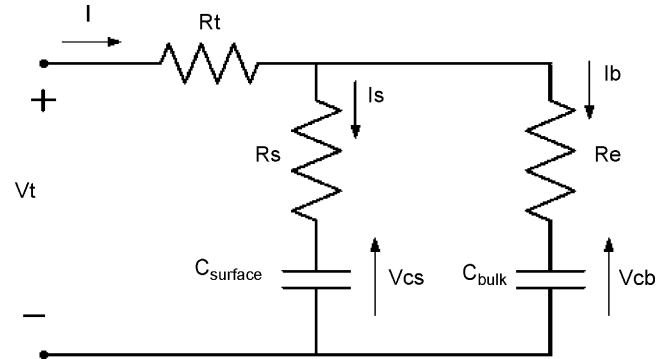 I
Rt
+
Is
Ib
Rs
Re
Vt
Csurface
Vcs
Cbulk
Vcb
−